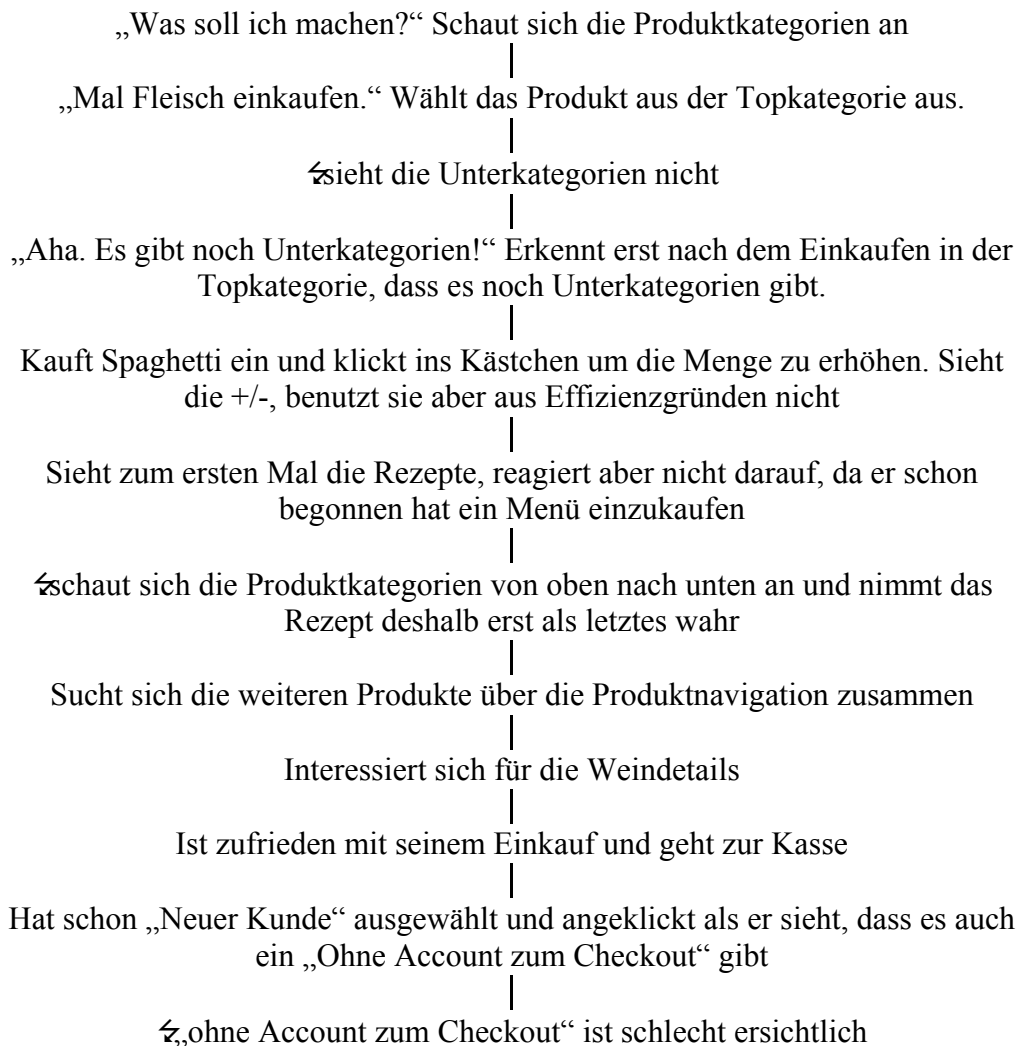 „Was soll ich machen?“ Schaut sich die Produktkategorien an
„Mal Fleisch einkaufen.“ Wählt das Produkt aus der Topkategorie aus.
↯sieht die Unterkategorien nicht
„Aha. Es gibt noch Unterkategorien!“ Erkennt erst nach dem Einkaufen in der
Topkategorie, dass es noch Unterkategorien gibt.
Kauft Spaghetti ein und klickt ins Kästchen um die Menge zu erhöhen. Sieht
die +/-, benutzt sie aber aus Effizienzgründen nicht
Sieht zum ersten Mal die Rezepte, reagiert aber nicht darauf, da er schon
begonnen hat ein Menü einzukaufen
↯schaut sich die Produktkategorien von oben nach unten an und nimmt das
Rezept deshalb erst als letztes wahr
Sucht sich die weiteren Produkte über die Produktnavigation zusammen
Interessiert sich für die Weindetails
Ist zufrieden mit seinem Einkauf und geht zur Kasse
Hat schon „Neuer Kunde“ ausgewählt und angeklickt als er sieht, dass es auch
ein „Ohne Account zum Checkout“ gibt
↯„ohne Account zum Checkout“ ist schlecht ersichtlich